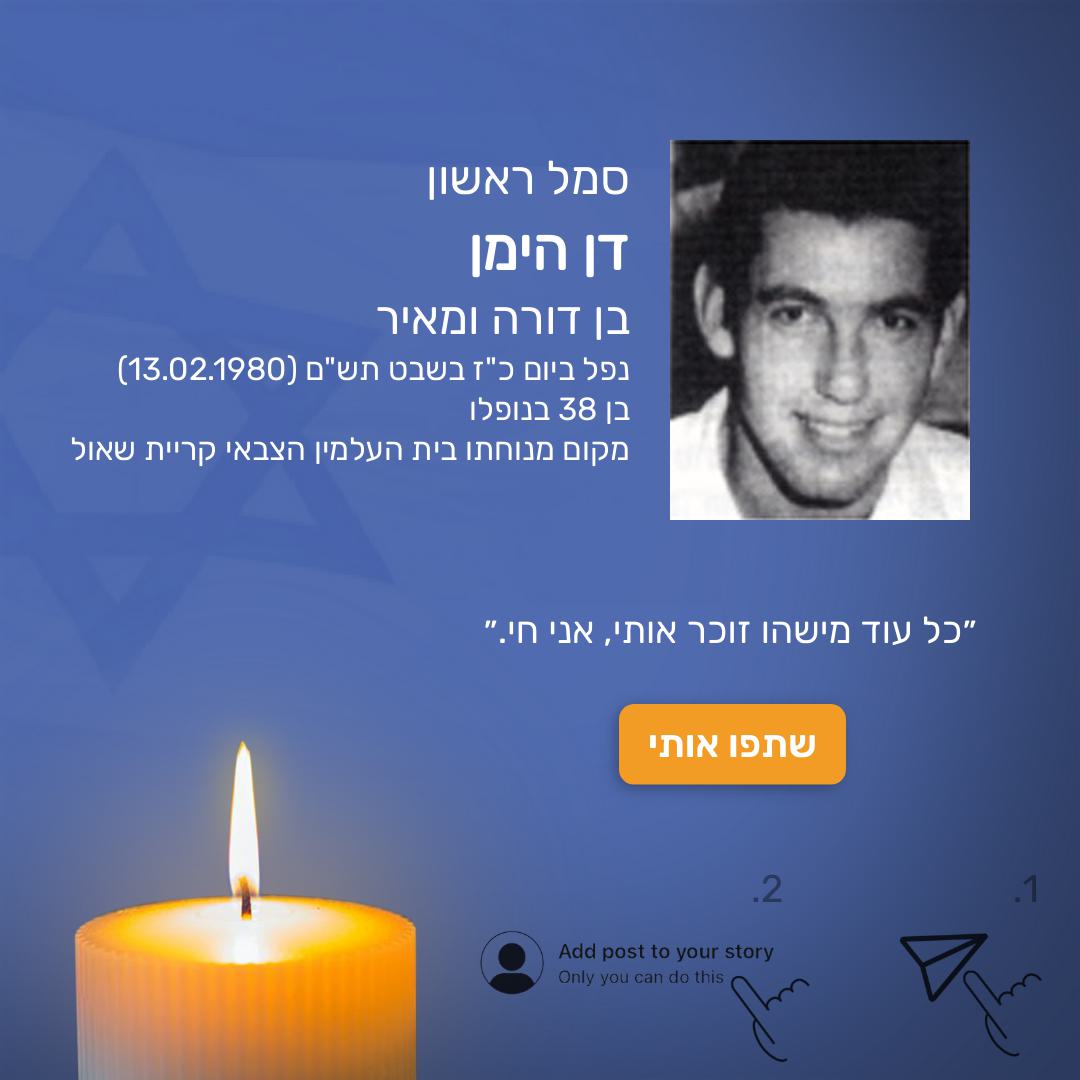 סמל ראשון
דן הימן
בן דורה ומאיר
נפל ביום כ"ז בשבט תש"ם (13.02.1980)
בן 38 בנופלו
מקום מנוחתו בית העלמין הצבאי קריית שאול
”כל עוד מישהו זוכר אותי, אני חי.”
שתפו אותי
.1
.2
Add post to your story
Only you can do this